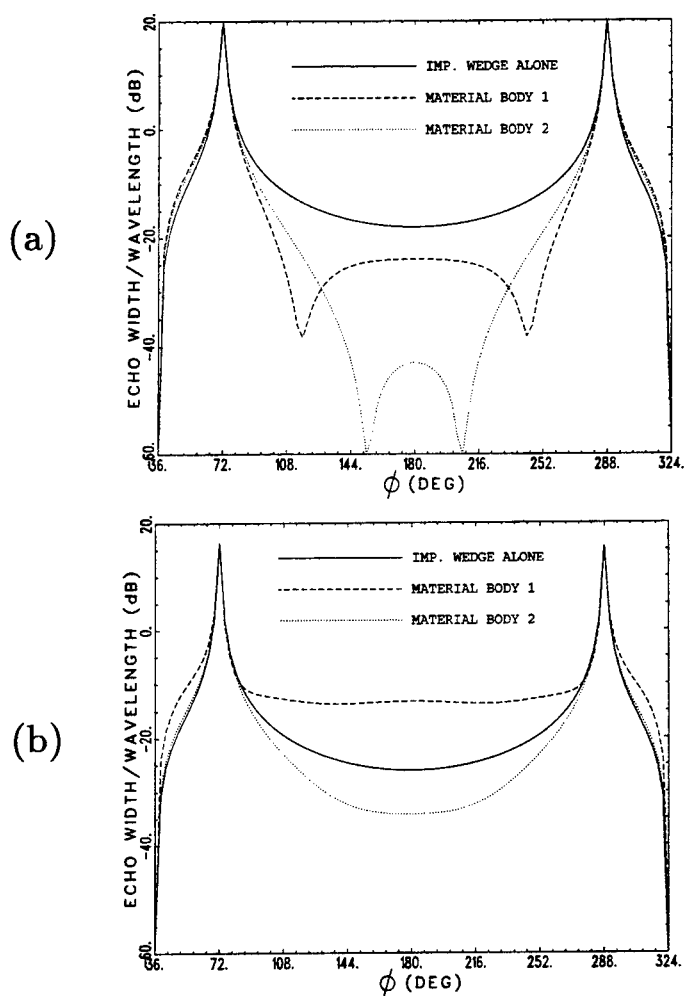 (a)
ECHO WIDTH/WAVELENGTH (dB)
20.
0.
-20.
-40.
-60.
IMP. WEDGE ALONE
MATERIAL BODY 1
MATERIAL BODY 2
36. 72. 108. 144. 180. 216. 252. 288. 324.
ϕ (DEG)
(b)
ECHO WIDTH/WAVELENGTH (dB)
20.
0.
-20.
-40.
-60.
IMP. WEDGE ALONE
MATERIAL BODY 1
MATERIAL BODY 2
36. 72. 108. 144. 180. 216. 252. 288. 324.
ϕ (DEG)